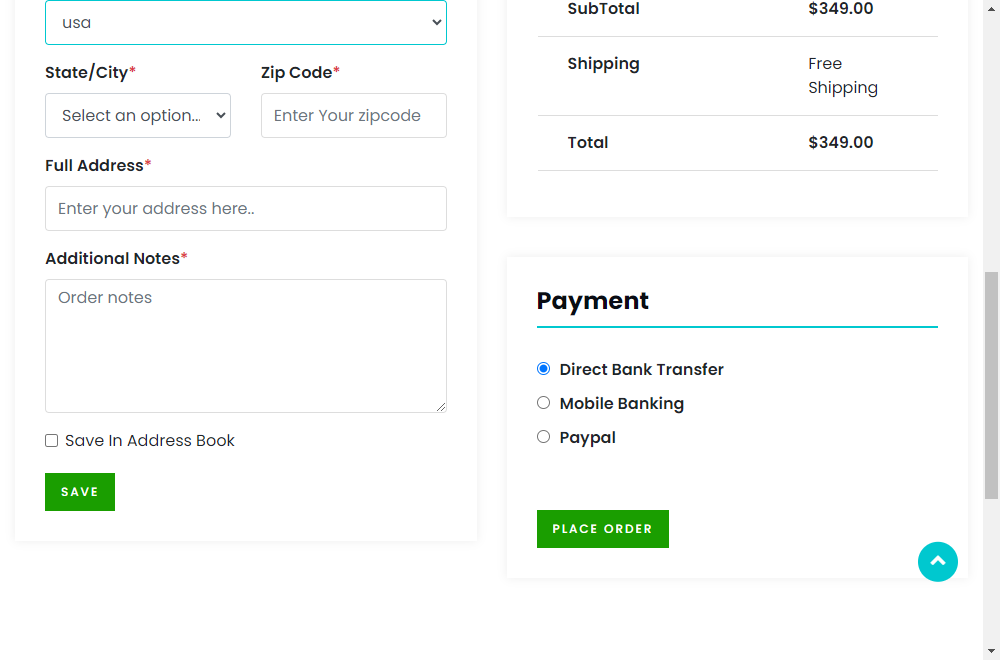 usa
State/City*
Zip Code*
Select an option...
Enter Your zipcode
Full Address*
Enter your address here..
Additional Notes*
Order notes
Save In Address Book
SAVE
SubTotal $349.00
Shipping Free
Shipping
Total $349.00
Payment
Direct Bank Transfer
Mobile Banking
Paypal
PLACE ORDER